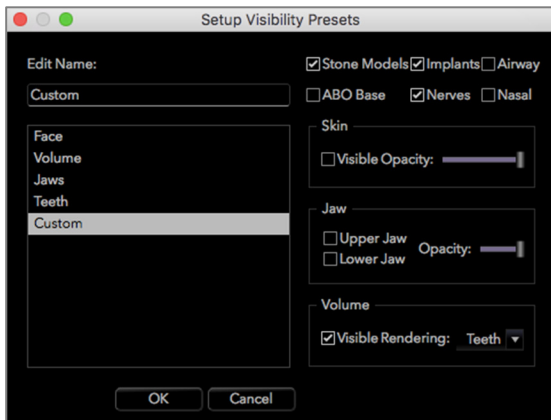 Setup Visibility Presets
Edit Name:
Custom
Face
Volume
Jaws
Teeth
Custom
Stone Models Implants Airway
ABO Base Nerves Nasal
Skin
Visible Opacity:
Jaw
Upper Jaw
Lower Jaw
Opacity:
Volume
Visible Rendering: Teeth
OK Cancel